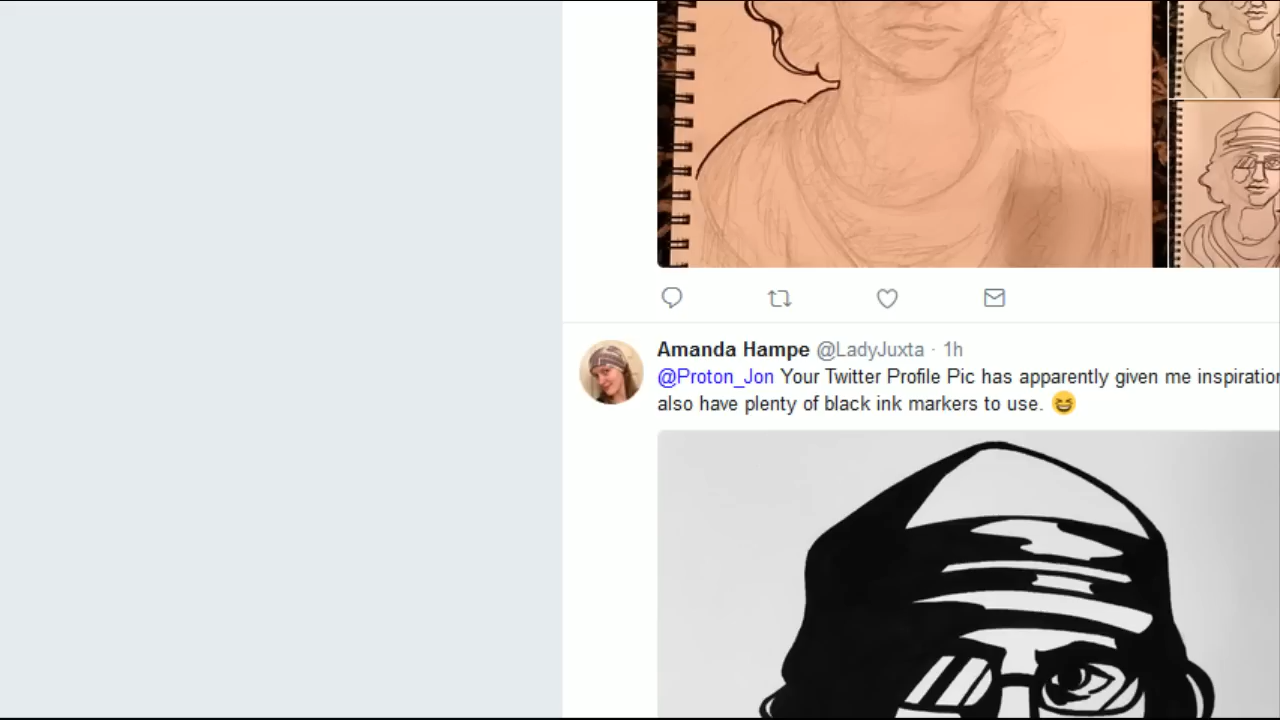 Amanda Hampe @LadyJuxta · 1h
@Proton_Jon Your Twitter Profile Pic has apparently given me inspiration
also have plenty of black ink markers to use. 😆